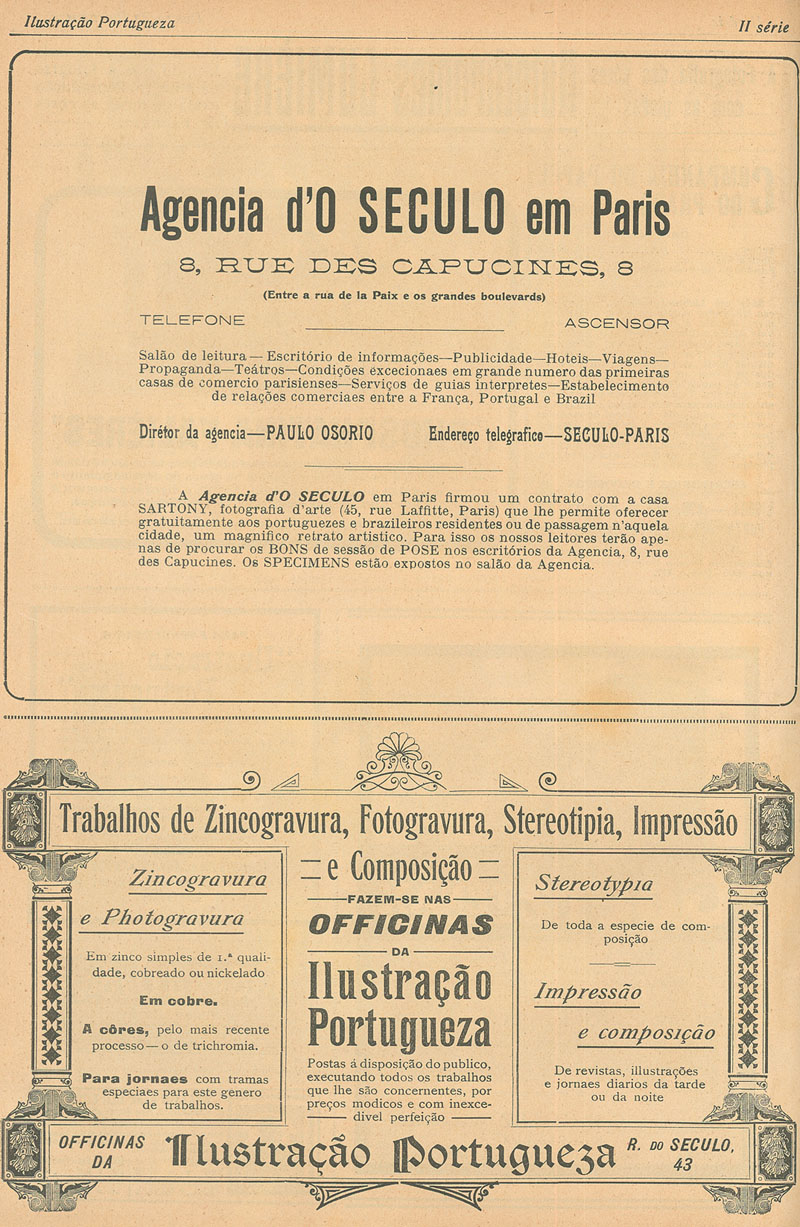 Ilustração Portugueza
II série
Agencia d'O SECULO em Paris
8, RUE DES CAPUCINES, 8
(Entre a rua de la Paix e os grandes boulevards)
TELEFONE
ASCENSOR
Salão de leitura — Escritório de informações—Publicidade—Hoteis—Viagens—
Propaganda—Teátros—Condições excecionaes em grande numero das primeiras
casas de comercio parisienses—Serviços de guias interpretes—Estabelecimento
de relações comerciaes entre a França, Portugal e Brazil
Dirétor da agencia—PAULO OSORIO
Endereço telegrafico—SECULO-PARIS
A Agencia d'O SECULO em Paris firmou um contrato com a casa
SARTONY, fotografia d'arte (45, rue Laffitte, Paris) que lhe permite oferecer
gratuitamente aos portuguezes e brazileiros residentes ou de passagem n'aquela
cidade, um magnifico retrato artistico. Para isso os nossos leitores terão ape-
nas de procurar os BONS de sessão de POSE nos escritórios da Agencia, 8, rue
des Capucines. Os SPECIMENS estão expostos no salão da Agencia.
Trabalhos de Zincogravura, Fotogravura, Stereotipia, Impressão
e Composição
FAZEM-SE NAS
OFFICINAS
DA
Ilustração
Portugueza
Postas á disposição do publico,
executando todos os trabalhos
que lhe são concernentes, por
preços modicos e com inexce-
divel perfeição
Zincogravura
e Photogravura
Em zinco simples de 1.ª quali-
dade, cobreado ou nickelado
Em cobre.
A côres, pelo mais recente
processo—o de trichromia.
Para jornaes com tramas
especiaes para este genero
de trabalhos.
Stereotypia
De toda a especie de com-
posição
Impressão
e composição
De revistas, illustrações
e jornaes diarios da tarde
ou da noite
OFFICINAS
DA
Ilustração Portugueza
R. DO SECULO,
43